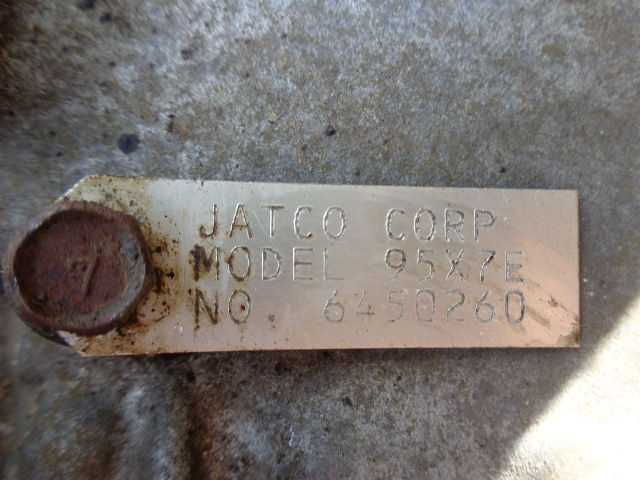 JATCO CORP
MODEL 95X7E
NO 6450260